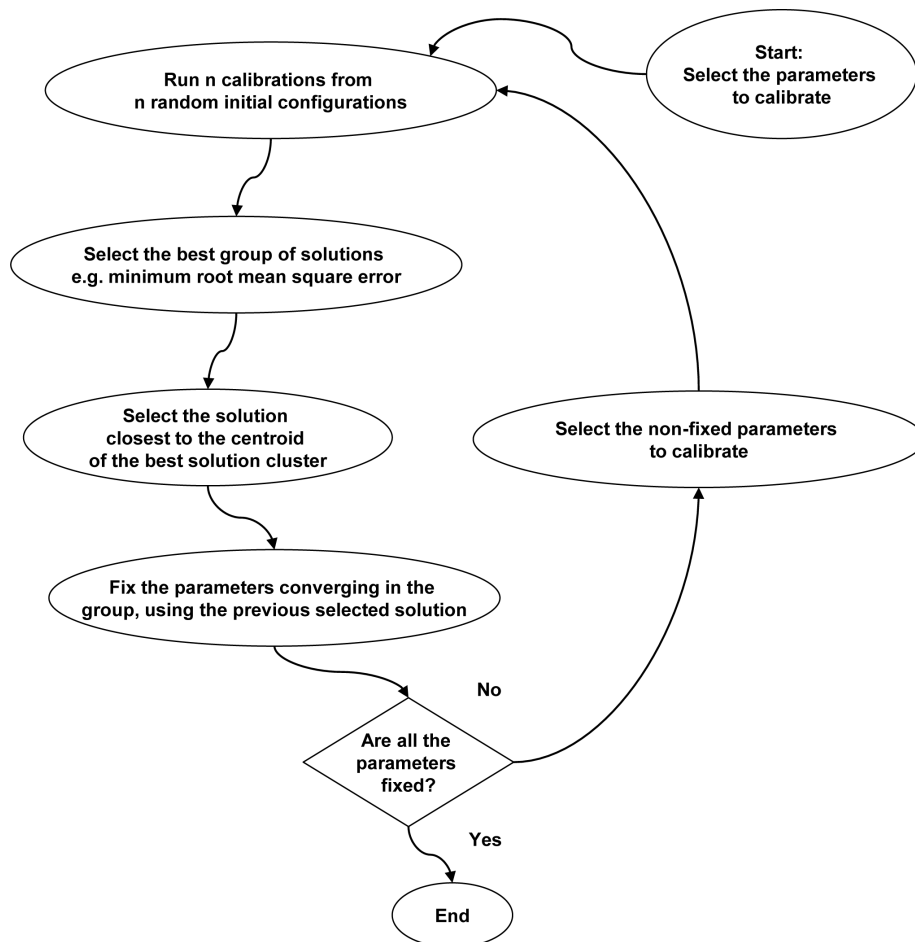 Start:
Select the parameters
to calibrate
Run n calibrations from
n random initial configurations
Select the best group of solutions
e.g. minimum root mean square error
Select the solution
closest to the centroid
of the best solution cluster
Select the non-fixed parameters
to calibrate
Fix the parameters converging in the
group, using the previous selected solution
No
Are all the
parameters
fixed?
Yes
End